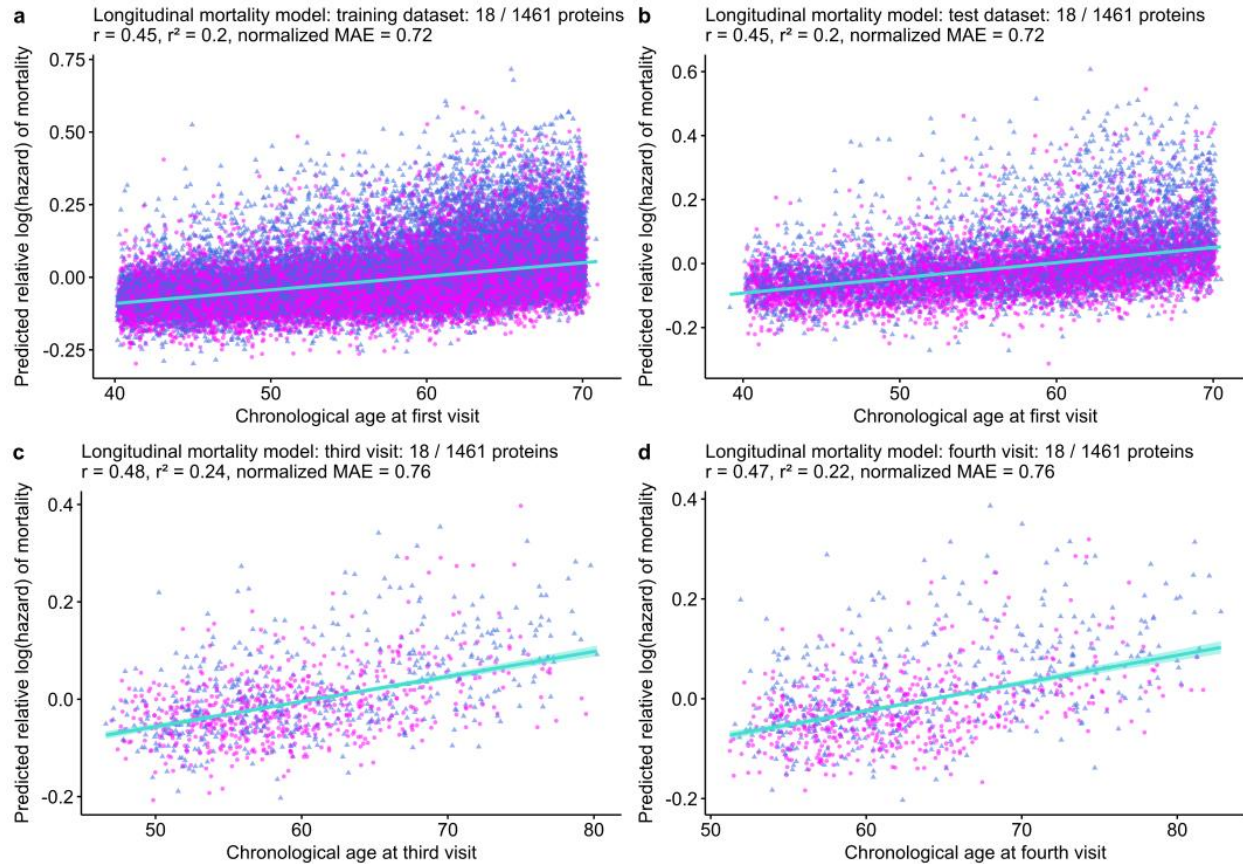 a
Longitudinal mortality model: training dataset: 18 / 1461 proteins
r = 0.45, r² = 0.2, normalized MAE = 0.72
Predicted relative log(hazard) of mortality
0.75
0.50
0.25
0.00
-0.25
40
50
60
70
Chronological age at first visit
b
Longitudinal mortality model: test dataset: 18 / 1461 proteins
r = 0.45, r² = 0.2, normalized MAE = 0.72
Predicted relative log(hazard) of mortality
0.6
0.4
0.2
0.0
-0.2
40
50
60
70
Chronological age at first visit
c
Longitudinal mortality model: third visit: 18 / 1461 proteins
r = 0.48, r² = 0.24, normalized MAE = 0.76
Predicted relative log(hazard) of mortality
0.4
0.2
0.0
-0.2
50
60
70
80
Chronological age at third visit
d
Longitudinal mortality model: fourth visit: 18 / 1461 proteins
r = 0.47, r² = 0.22, normalized MAE = 0.76
Predicted relative log(hazard) of mortality
0.4
0.2
0.0
-0.2
50
60
70
80
Chronological age at fourth visit